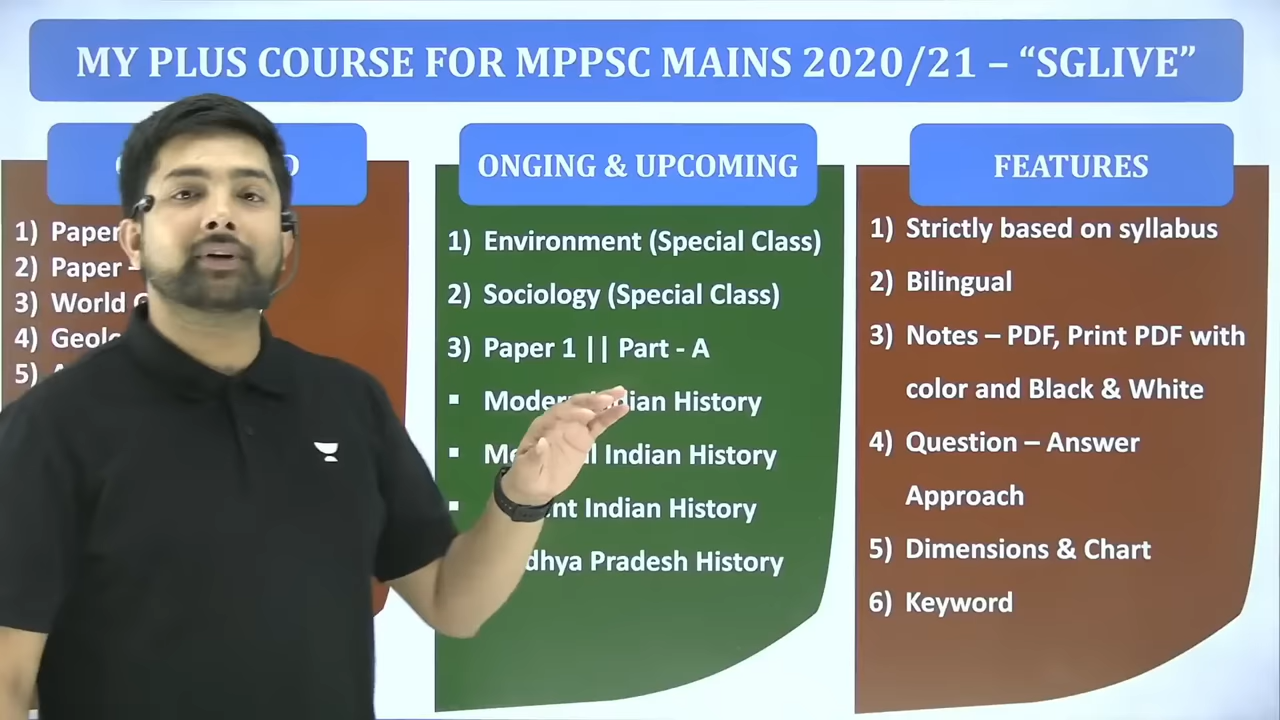 MY PLUS COURSE FOR MPPSC MAINS 2020/21 – “SGLIVE”
1) Paper
2) Paper –
3) World
4)
5)
ONGING & UPCOMING
1) Environment (Special Class)
2) Sociology (Special Class)
3) Paper 1 || Part - A
▪ Indian History
▪ Indian History
▪ Indian History
Pradesh History
FEATURES
1) Strictly based on syllabus
2) Bilingual
3) Notes – PDF, Print PDF with
color and Black & White
4) Question – Answer
Approach
5) Dimensions & Chart
6) Keyword